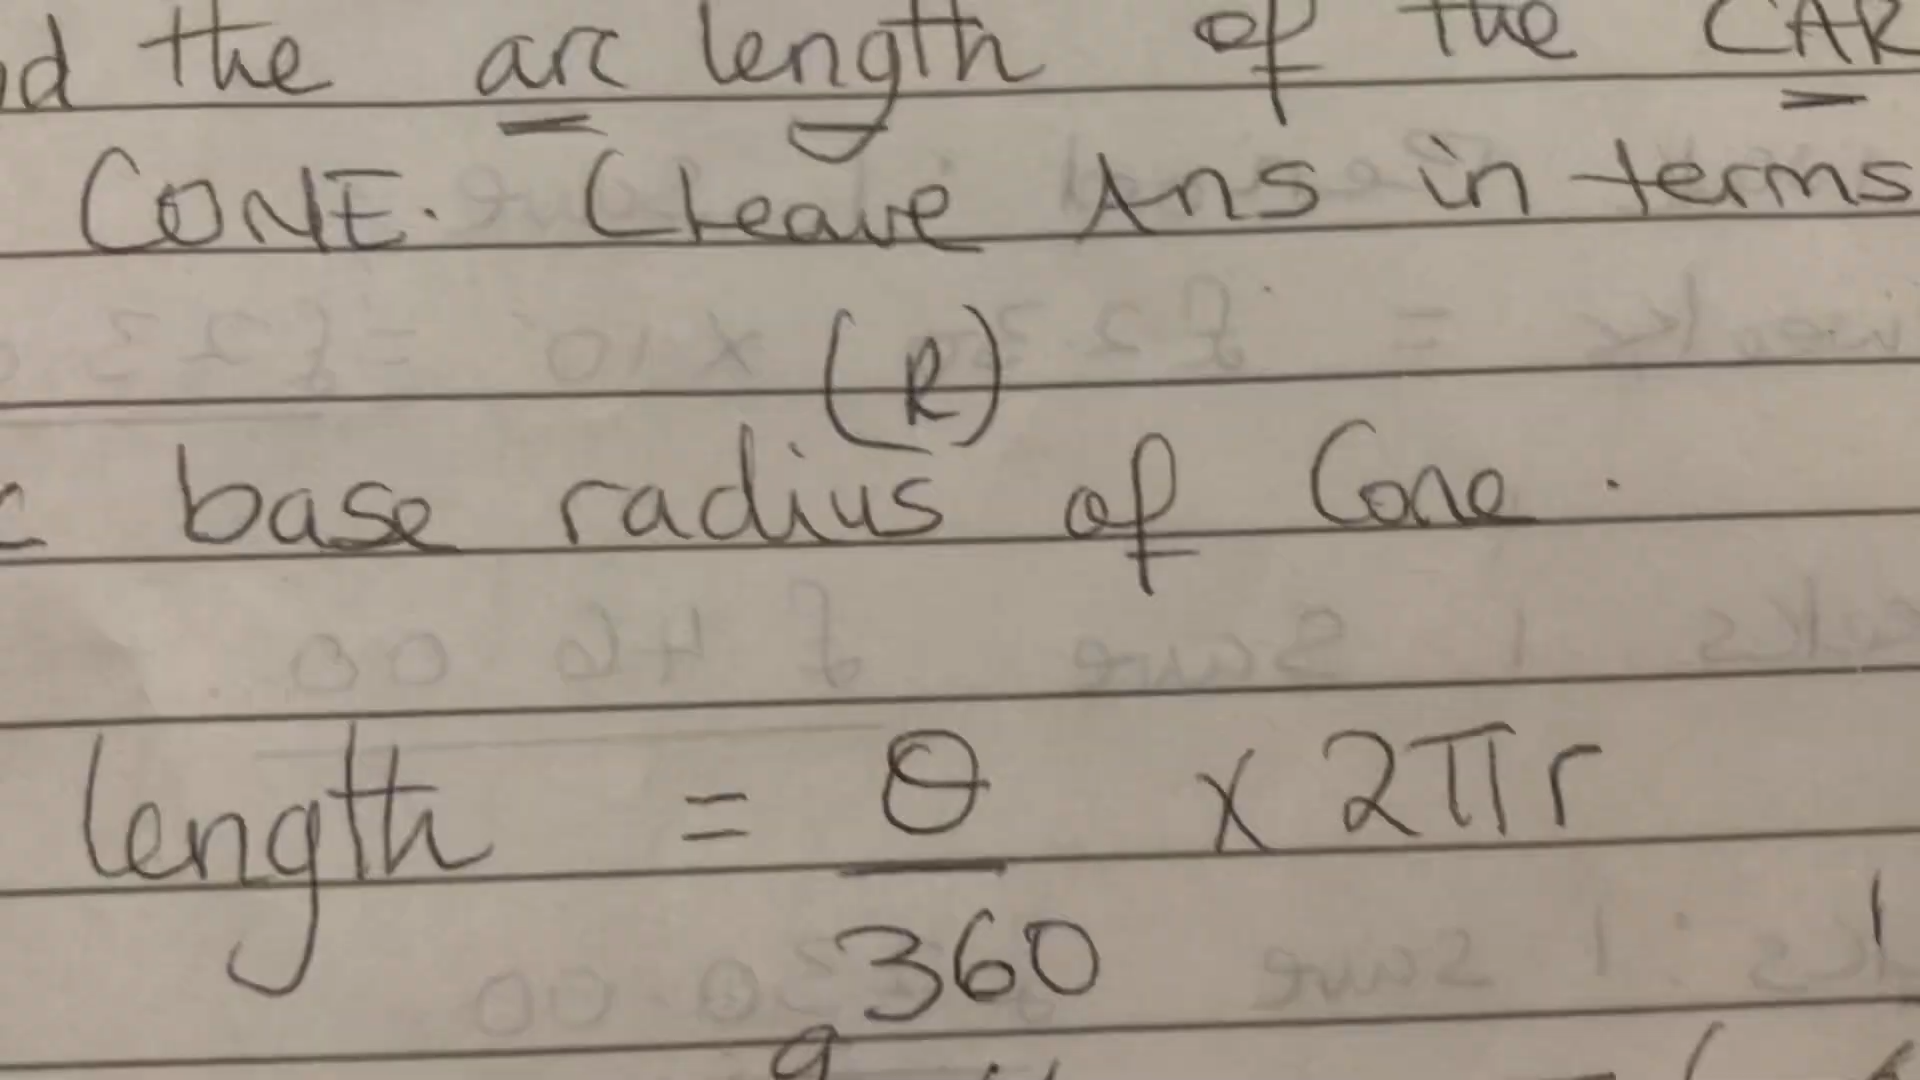 the arc length of the CAR
CONE. (Leave Ans in terms
(R)
base radius of Cone.
length = θ × 2πr
360